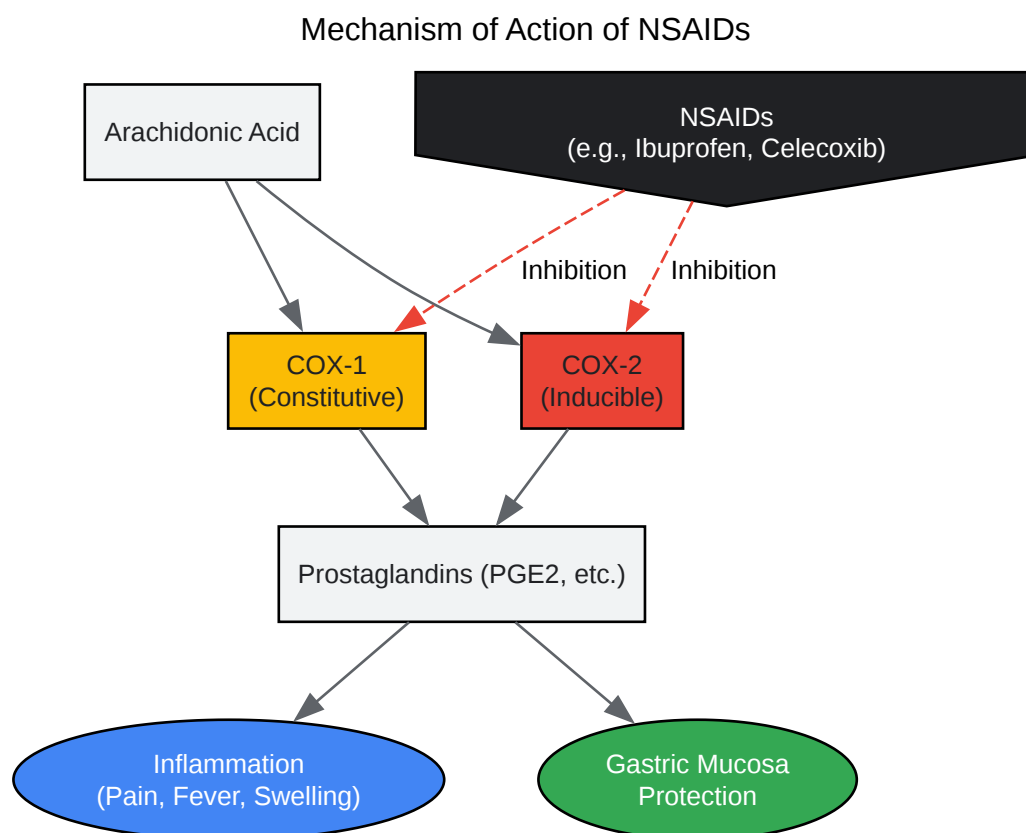 Mechanism of Action of NSAIDs
Arachidonic Acid
NSAIDs
(e.g., Ibuprofen, Celecoxib)
Inhibition
Inhibition
COX-1
(Constitutive)
COX-2
(Inducible)
Prostaglandins (PGE2, etc.)
Inflammation
(Pain, Fever, Swelling)
Gastric Mucosa
Protection